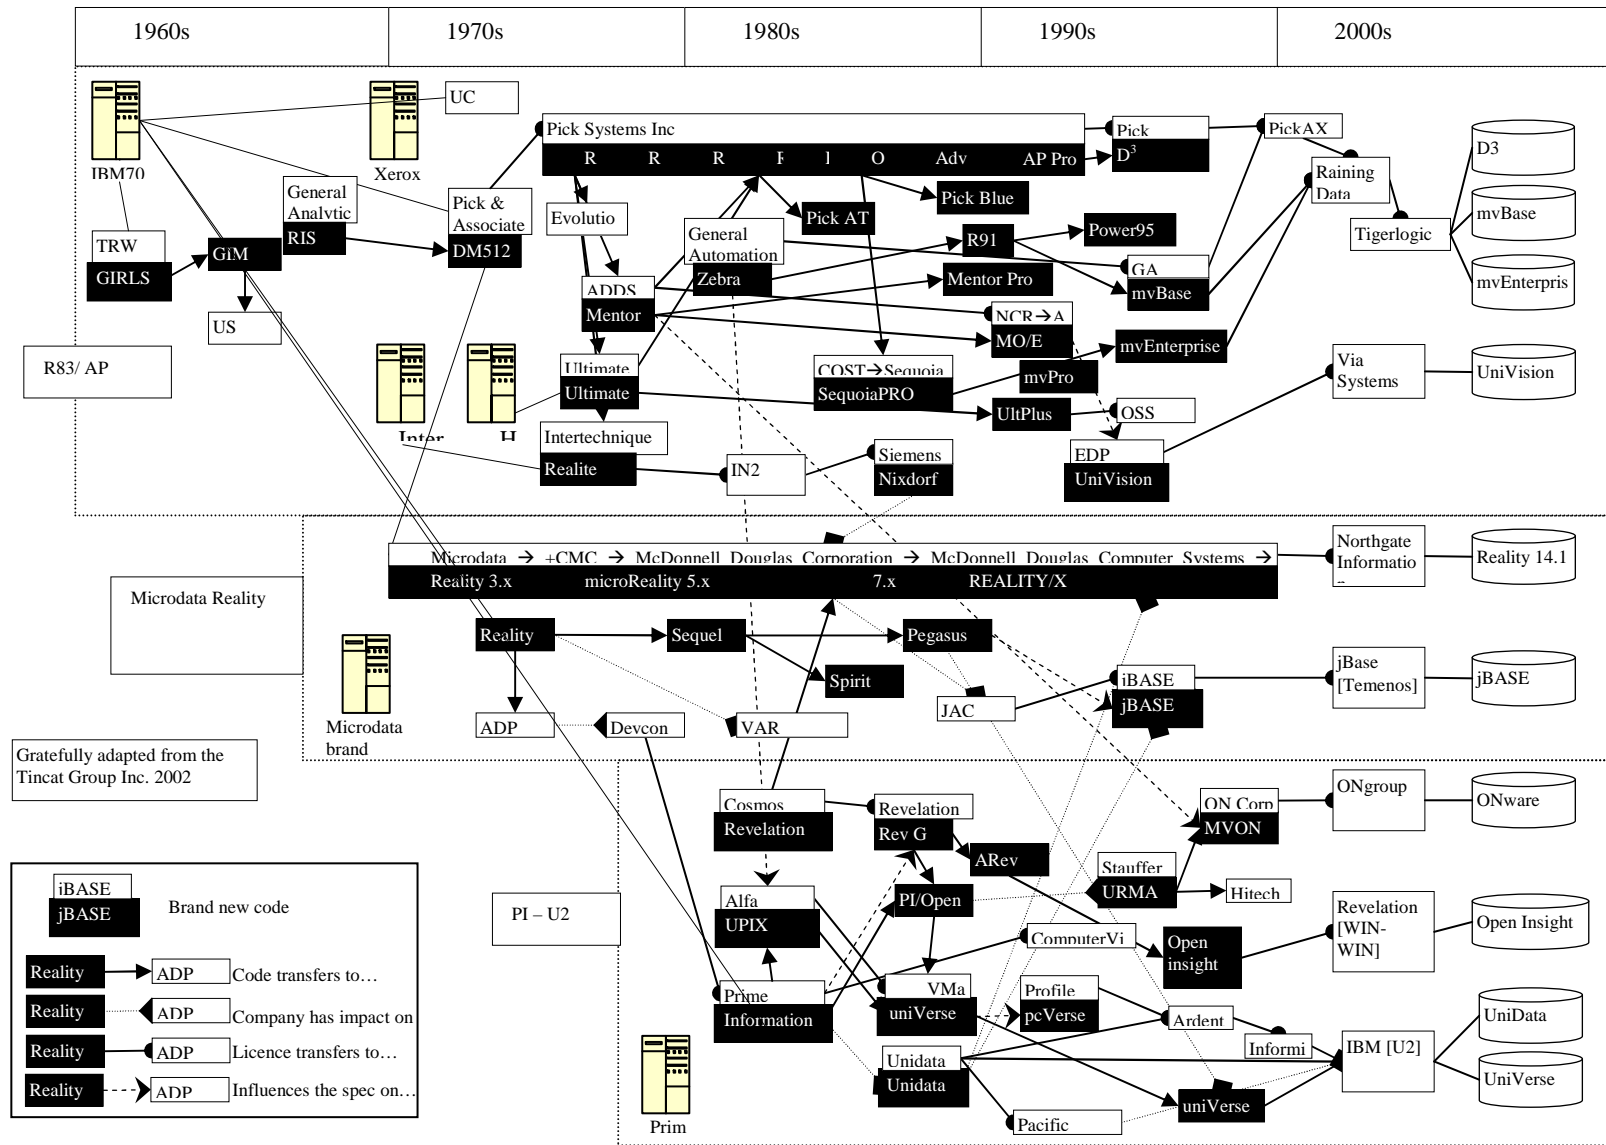 1960s 1970s 1980s 1990s 2000s
UC
IBM70
Xerox
General
Analytic
RIS
Pick &
Associate
DM512
TRW
GIRLS
GIM
US
R83/ AP
Pick Systems Inc
R R R F I O Adv AP Pro
Pick
D3
PickAX
Raining
Data
Tigerlogic
D3
mvBase
mvEnterpris
Evolutio
Pick AT
Pick Blue
General
Automation
Zebra
R91
Power95
GA
mvBase
ADDS
Mentor
Mentor Pro
NCR→A
MO/E
mvPro
mvEnterprise
Ultimate
Ultimate
COST→Sequoia
SequoiaPRO
UltPlus
OSS
Via
Systems
UniVision
Inter
H
Intertechnique
Realite
IN2
Siemens
Nixdorf
EDP
UniVision
Microdata → +CMC → McDonnell Douglas Corporation → McDonnell Douglas Computer Systems →
Reality 3.x microReality 5.x 7.x REALITY/X
Northgate
Informatio
Reality 14.1
Microdata Reality
Reality
Sequel
Pegasus
Spirit
Microdata
brand
ADP
Devcon
VAR
JAC
iBASE
jBASE
jBase
[Temenos]
jBASE
Gratefully adapted from the
Tincat Group Inc. 2002
Cosmos
Revelation
Revelation
Rev G
ARev
ON Corp
MVON
ONgroup
ONware
Stauffer
URMA
Hitech
PI – U2
Alfa
UPIX
PI/Open
ComputerVi
Open
insight
Revelation
[WIN-
WIN]
Open Insight
Prime
Information
VMa
uniVerse
Profile
pcVerse
Ardent
Informi
IBM [U2]
UniData
UniVerse
Unidata
Unidata
Pacific
uniVerse
Prim
iBASE
jBASE
Brand new code
Reality ADP Code transfers to…
Reality ADP Company has impact on
Reality ADP Licence transfers to…
Reality ADP Influences the spec on…